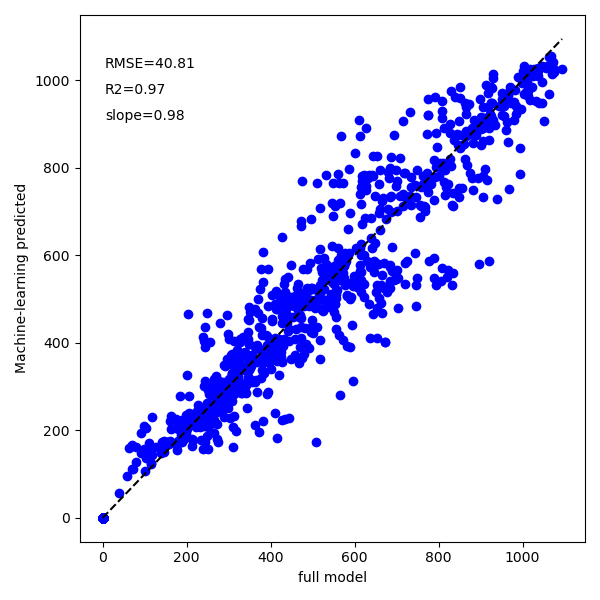 RMSE=40.81
R2=0.97
slope=0.98
1000
800
600
400
200
0
Machine-learning predicted
0 200 400 600 800 1000
full model